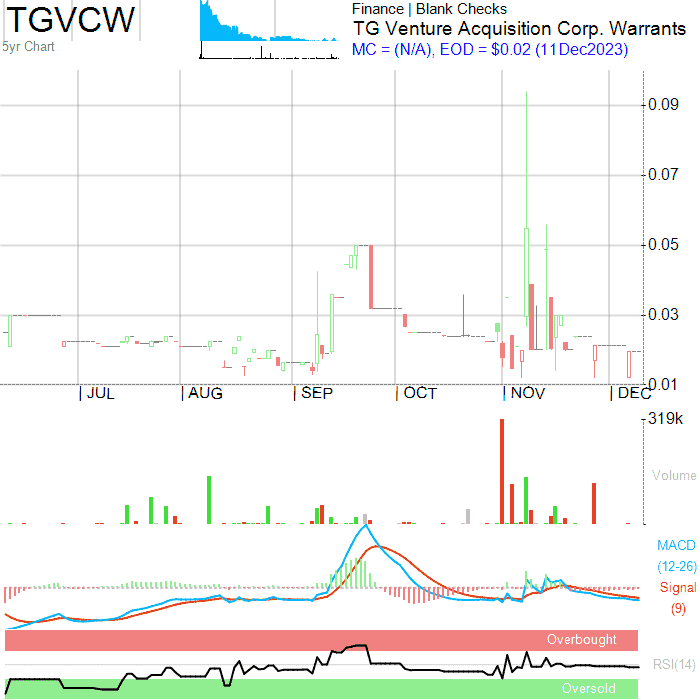 TGVCW
5yr Chart
Finance | Blank Checks
TG Venture Acquisition Corp. Warrants
MC = (N/A), EOD = $0.02 (11Dec2023)
0.09
0.07
0.05
0.03
0.01
| JUL | AUG | SEP | OCT | NOV | DEC
319k
Volume
MACD
(12-26)
Signal
(9)
Overbought
RSI(14)
Oversold